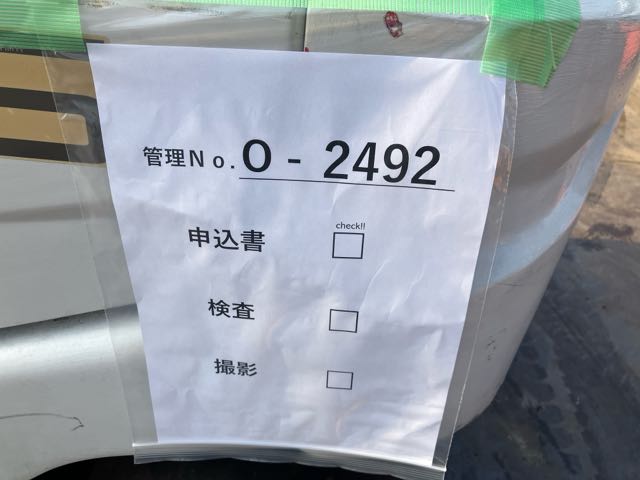 管理No. O - 2492
check!!
申込書 □
検査 □
撮影 □